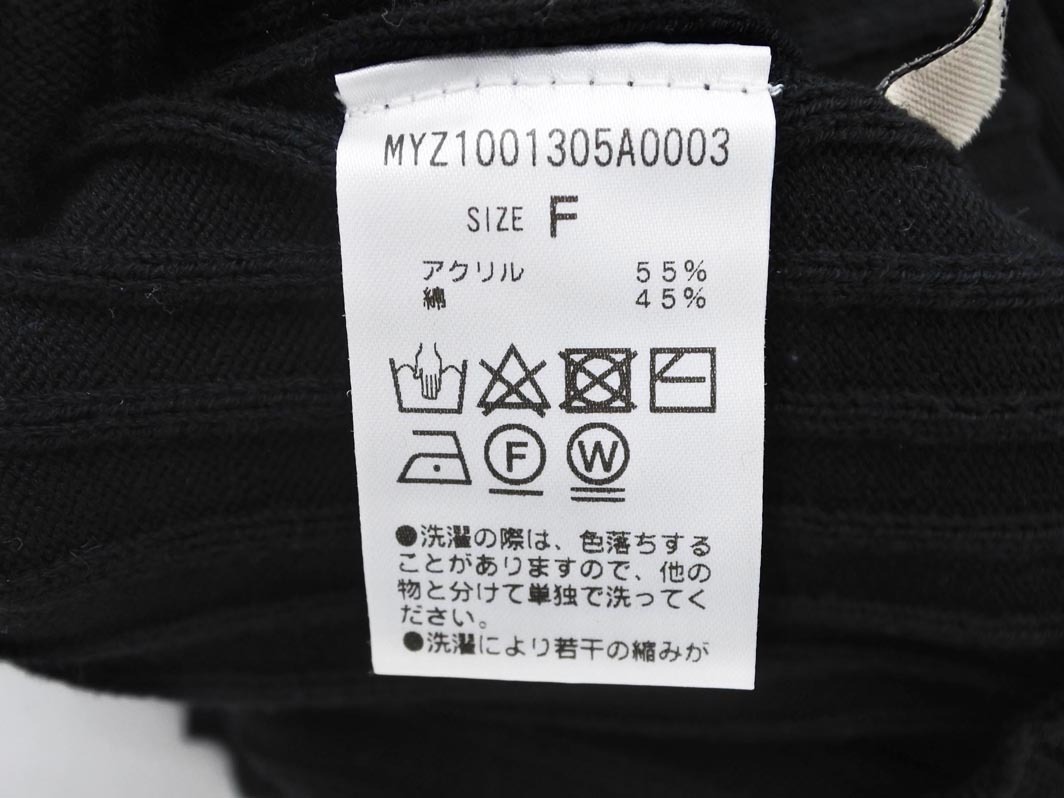 MYZ1001305A0003
SIZE F
アクリル 55%
綿 45%
F W
●洗濯の際は、色落ちする
ことがありますので、他の
物と分けて単独で洗ってく
ださい。
●洗濯により若干の縮みが